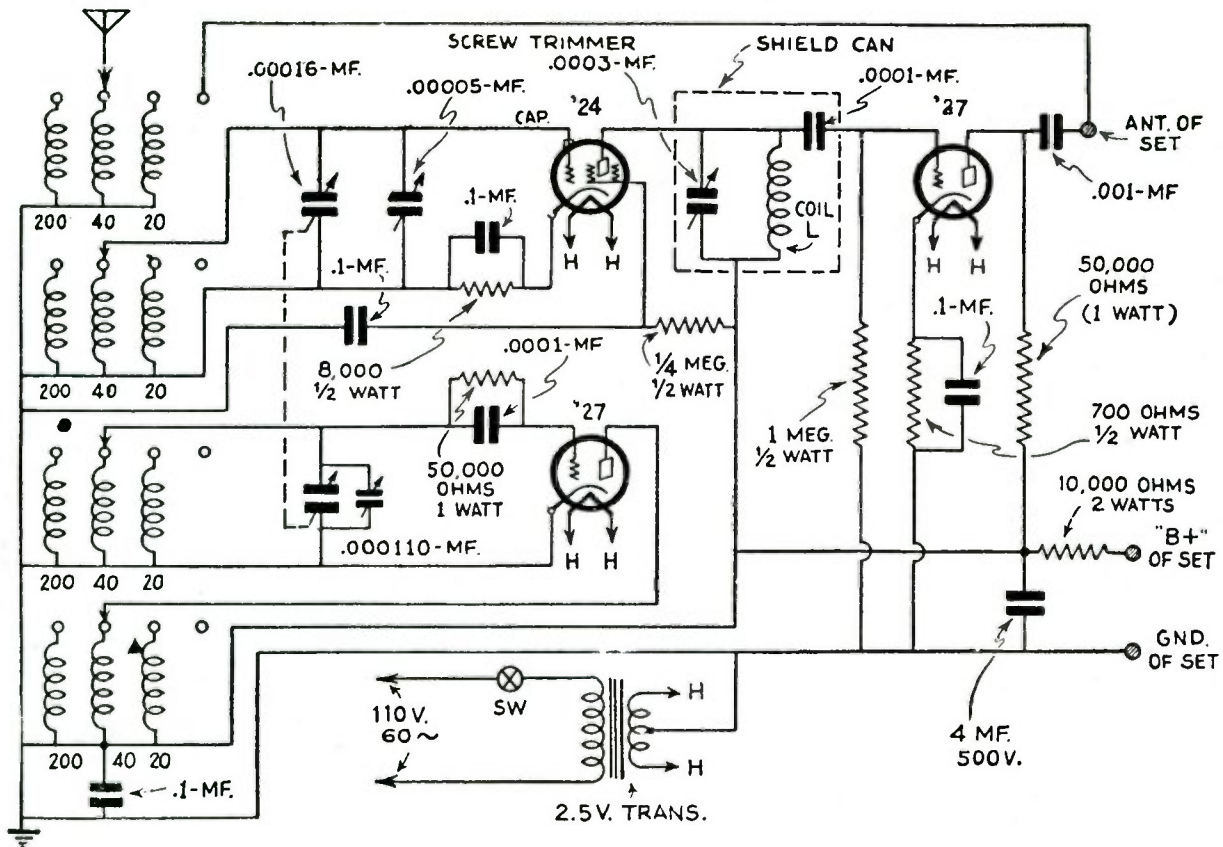 SCREW TRIMMER
.0003-MF.
SHIELD CAN
.0001-MF.
.00016-MF.
.00005-MF.
CAP.
'24
'27
ANT. OF
SET
.001-MF
.1-MF.
COIL
L
H H
H H
200 40 20
.1-MF.
8,000
1/2 WATT
.0001-MF
1/4 MEG.
1/2 WATT
50,000
OHMS
(1 WATT)
.1-MF.
200 40 20
'27
50,000
OHMS
1 WATT
1 MEG.
1/2 WATT
700 OHMS
1/2 WATT
10,000 OHMS
2 WATTS
"B+"
OF SET
.000110-MF.
H H
200 40 20
GND.
OF SET
SW
110 V.
60~
H
H
2.5 V. TRANS.
4 MF.
500 V.
200 40 20
.1-MF.